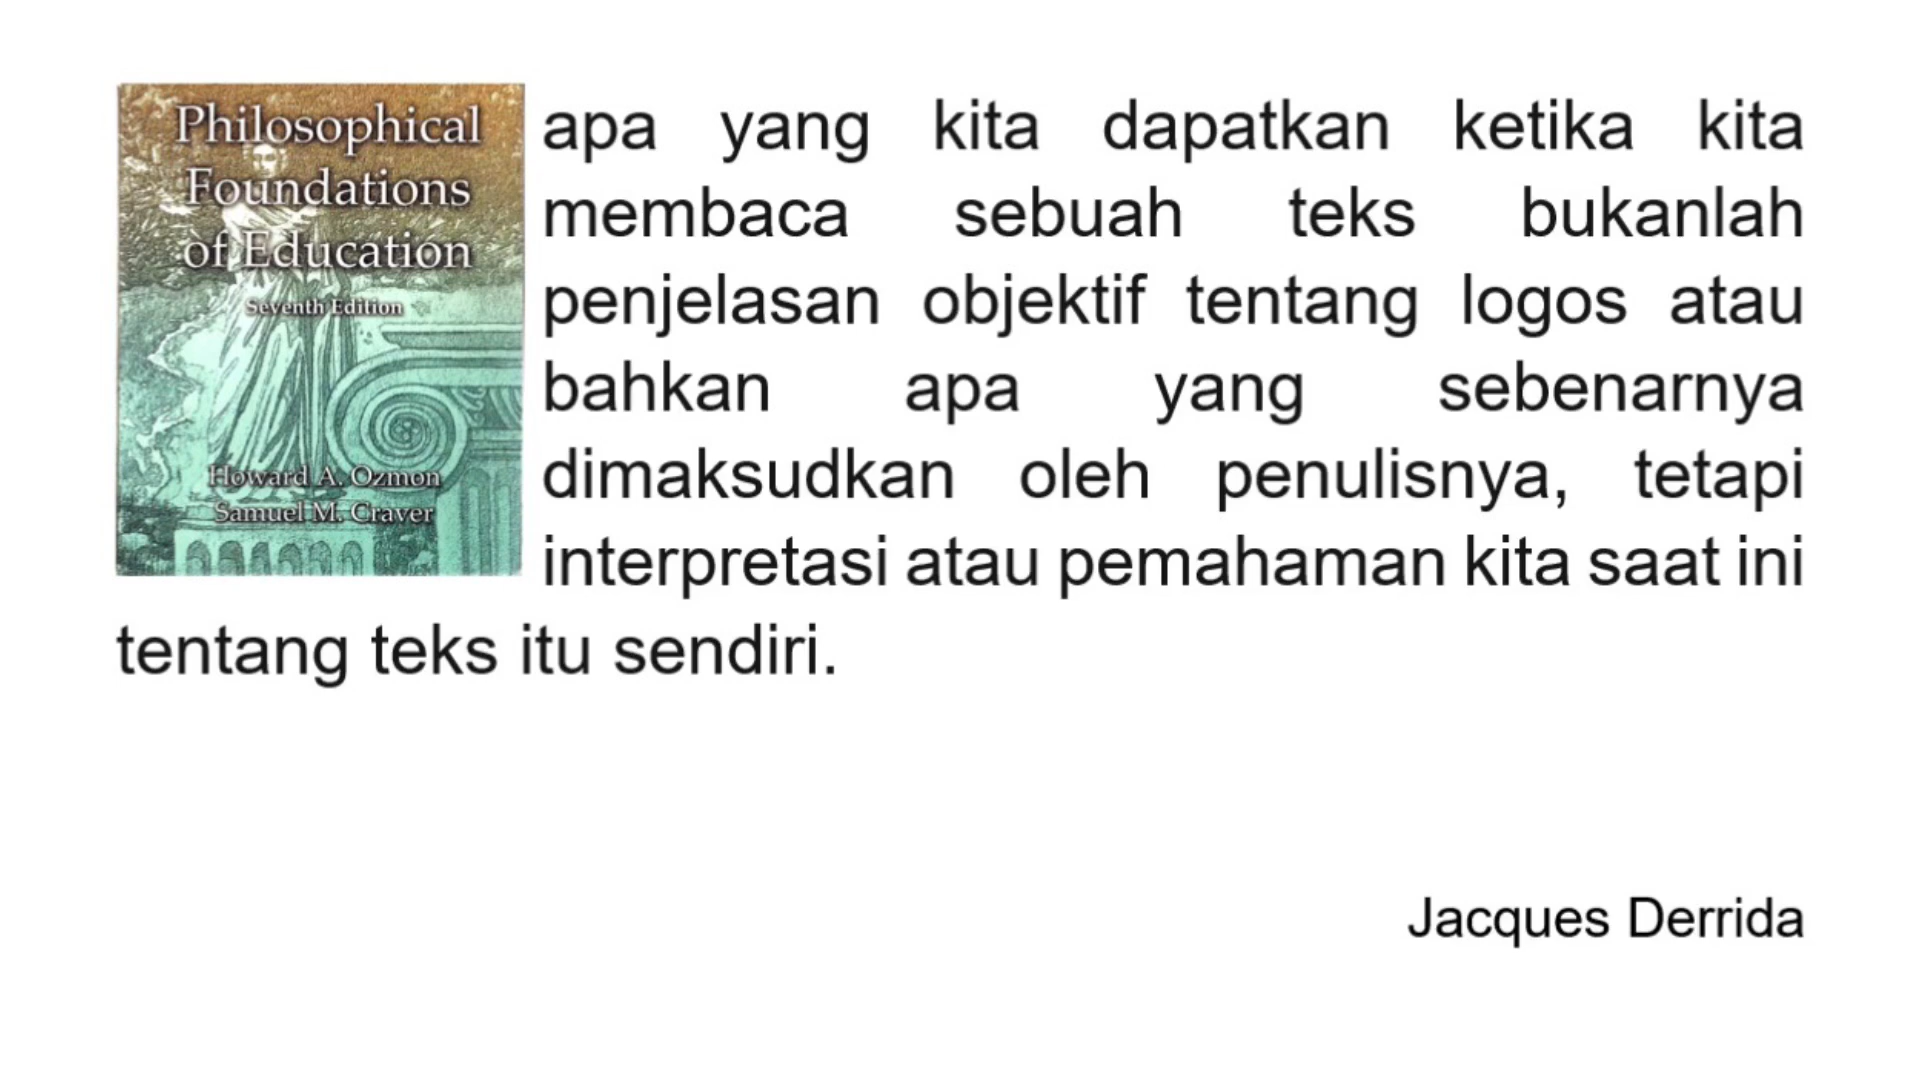 Philosophical
Foundations
of Education
Seventh Edition
Howard A. Ozmon
Samuel M. Craver
apa yang kita dapatkan ketika kita
membaca sebuah teks bukanlah
penjelasan objektif tentang logos atau
bahkan apa yang sebenarnya
dimaksudkan oleh penulisnya, tetapi
interpretasi atau pemahaman kita saat ini
tentang teks itu sendiri.
Jacques Derrida